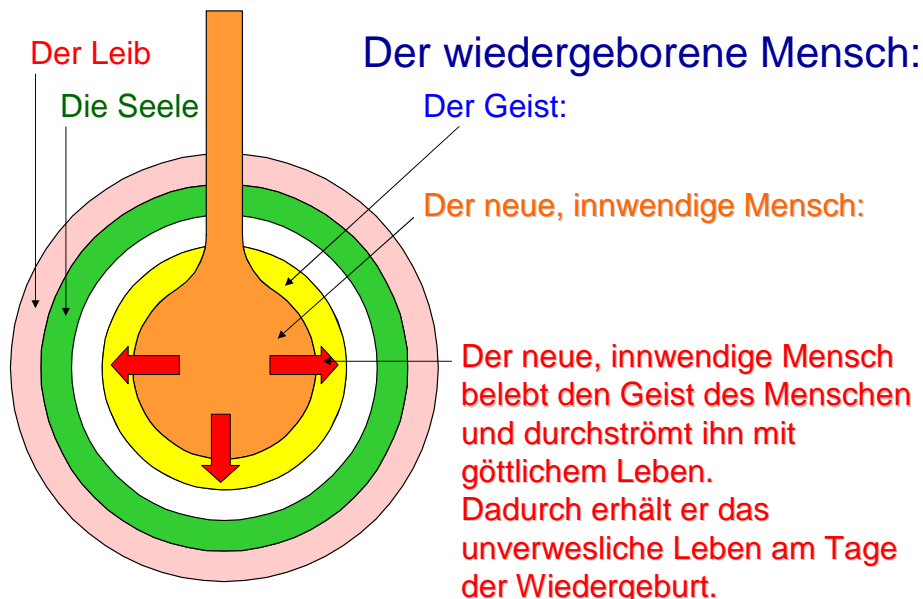 Der Leib
Der wiedergeborene Mensch:
Die Seele
Der Geist:
Der neue, innwendige Mensch:
Der neue, innwendige Mensch
belebt den Geist des Menschen
und durchströmt ihn mit
göttlichem Leben.
Dadurch erhält er das
unverwesliche Leben am Tage
der Wiedergeburt.